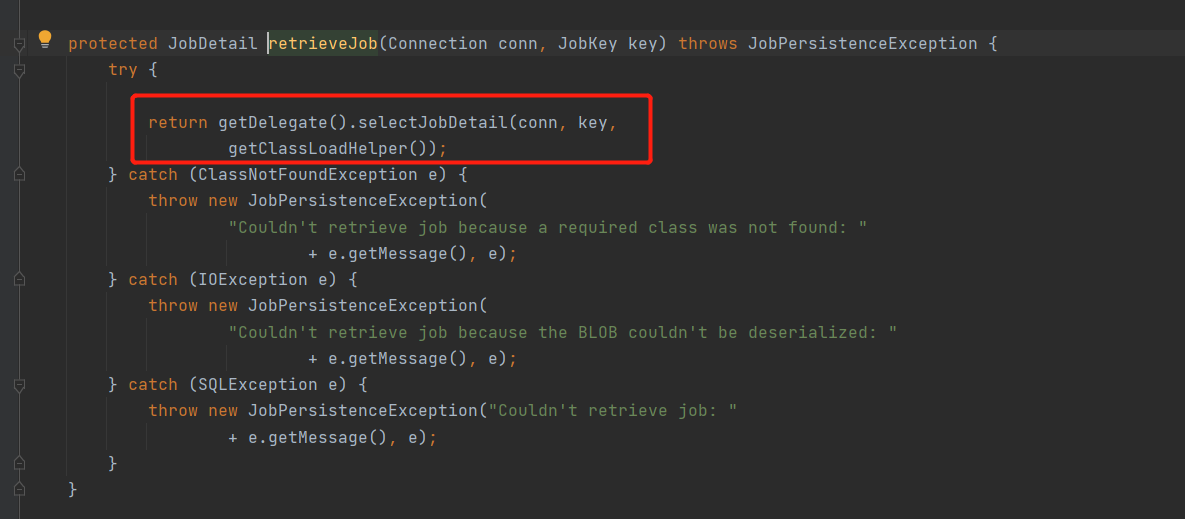 protected JobDetail retrieveJob(Connection conn, JobKey key) throws JobPersistenceException {
try {
return getDelegate().selectJobDetail(conn, key,
getClassLoadHelper());
} catch (ClassNotFoundException e) {
throw new JobPersistenceException(
"Couldn't retrieve job because a required class was not found: "
+ e.getMessage(), e);
} catch (IOException e) {
throw new JobPersistenceException(
"Couldn't retrieve job because the BLOB couldn't be deserialized: "
+ e.getMessage(), e);
} catch (SQLException e) {
throw new JobPersistenceException("Couldn't retrieve job: "
+ e.getMessage(), e);
}
}